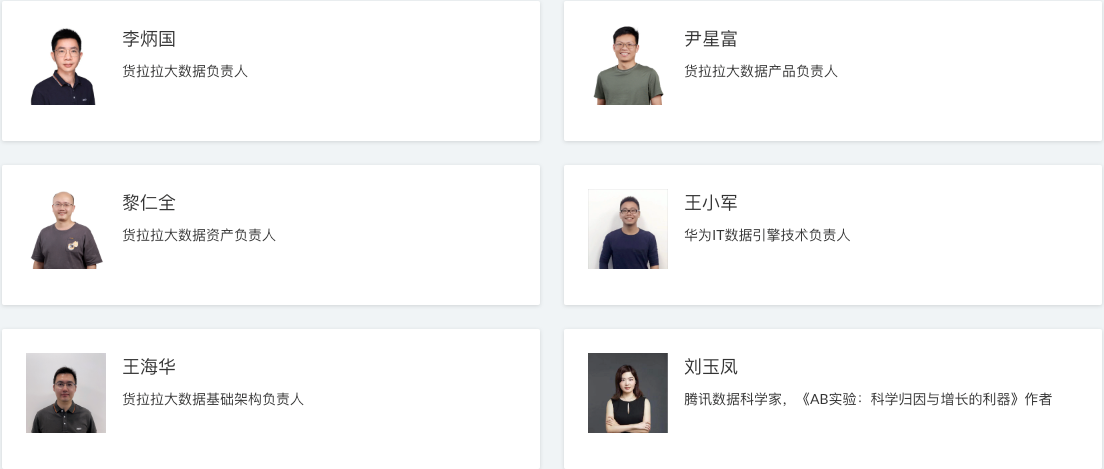 李炳国
货拉拉大数据负责人
尹星富
货拉拉大数据产品负责人
黎仁全
货拉拉大数据资产负责人
王小军
华为IT数据引擎技术负责人
王海华
货拉拉大数据基础架构负责人
刘玉凤
腾讯数据科学家，《AB实验：科学归因与增长的利器》作者